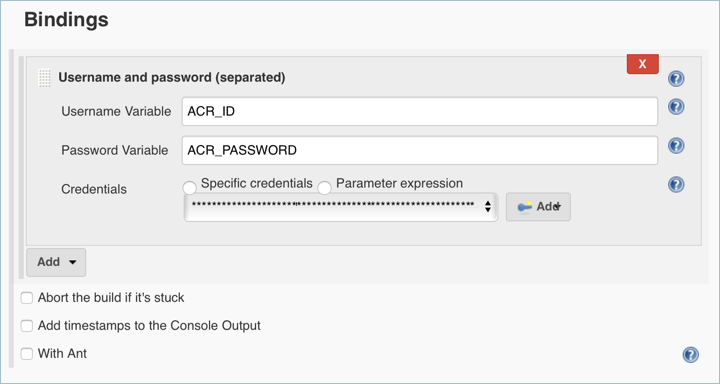 Bindings
X
Username and password (separated)
Username Variable ACR_ID
Password Variable ACR_PASSWORD
Credentials Specific credentials Parameter expression
Add
Add
Abort the build if it's stuck
Add timestamps to the Console Output
With Ant